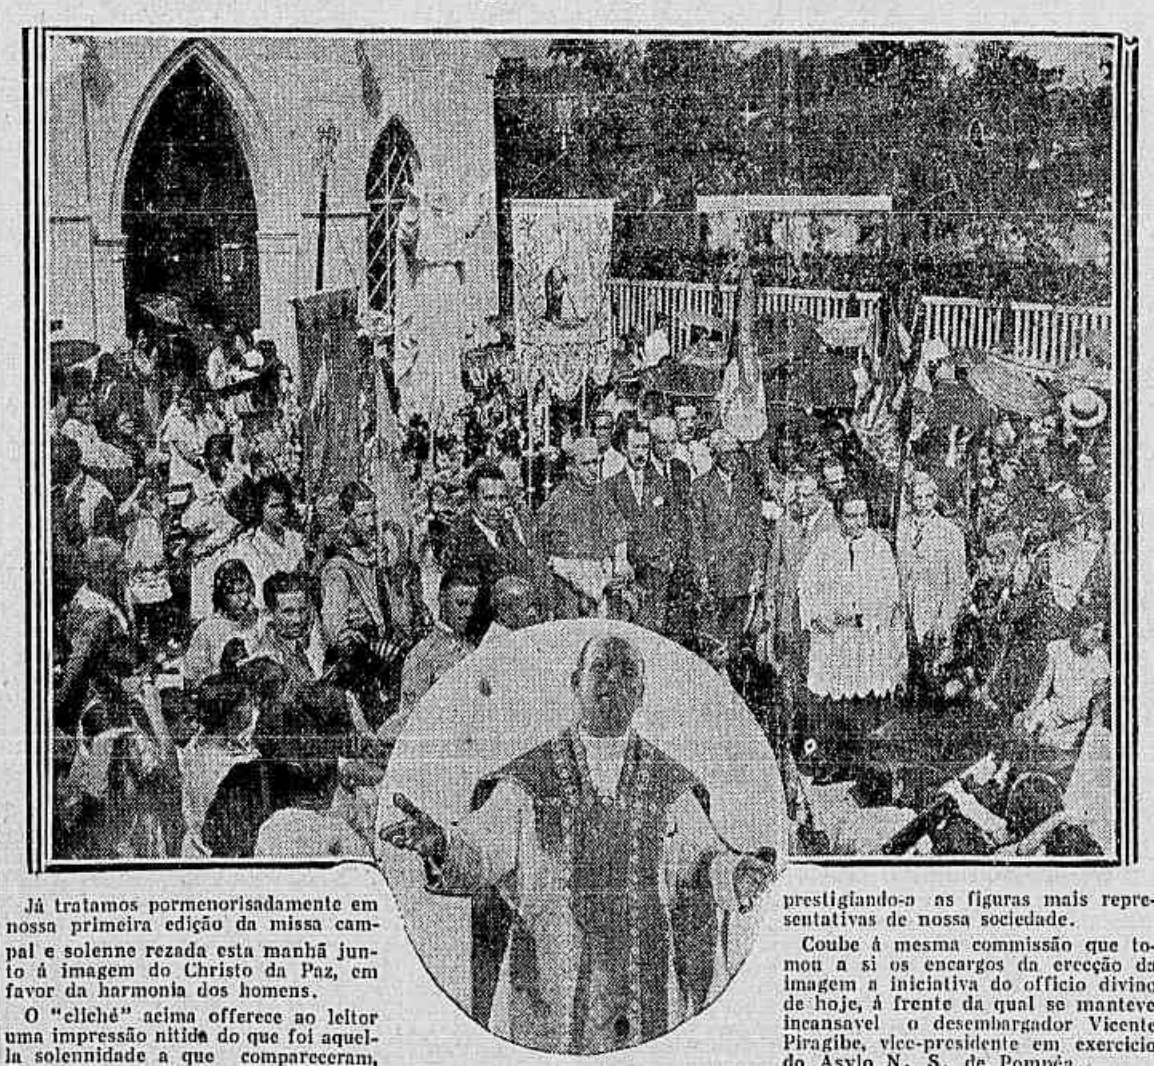 Já tratamos pormenorisadamente em
nossa primeira edição da missa cam-
pal e solenne rezada esta manhã jun-
to á imagem do Christo da Paz, em
favor da harmonia dos homens.
O "cliché" acima offerece ao leitor
uma impressão nitida do que foi aquel-
la solennidade a que compareceram,
prestigiando-a as figuras mais repre-
sentativas de nossa sociedade.
Coube á mesma commissão que to-
mou a si os encargos da erecção da
imagem a iniciativa do officio divino
de hoje, á frente da qual se manteve
incansavel o desembargador Vicente
Piragibe, vice-presidente em exercicio
do Asylo N. S. de Pompéa.